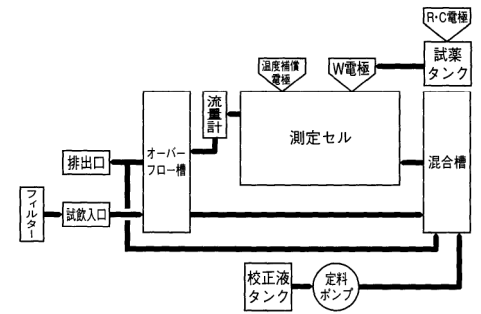 R・C電極
試薬
タンク
温度補償
電極
W電極
流
量
計
測定セル
オーバー
フロー槽
混合槽
排出口
フィルター
試飲入口
校正液
タンク
定料
ポンプ